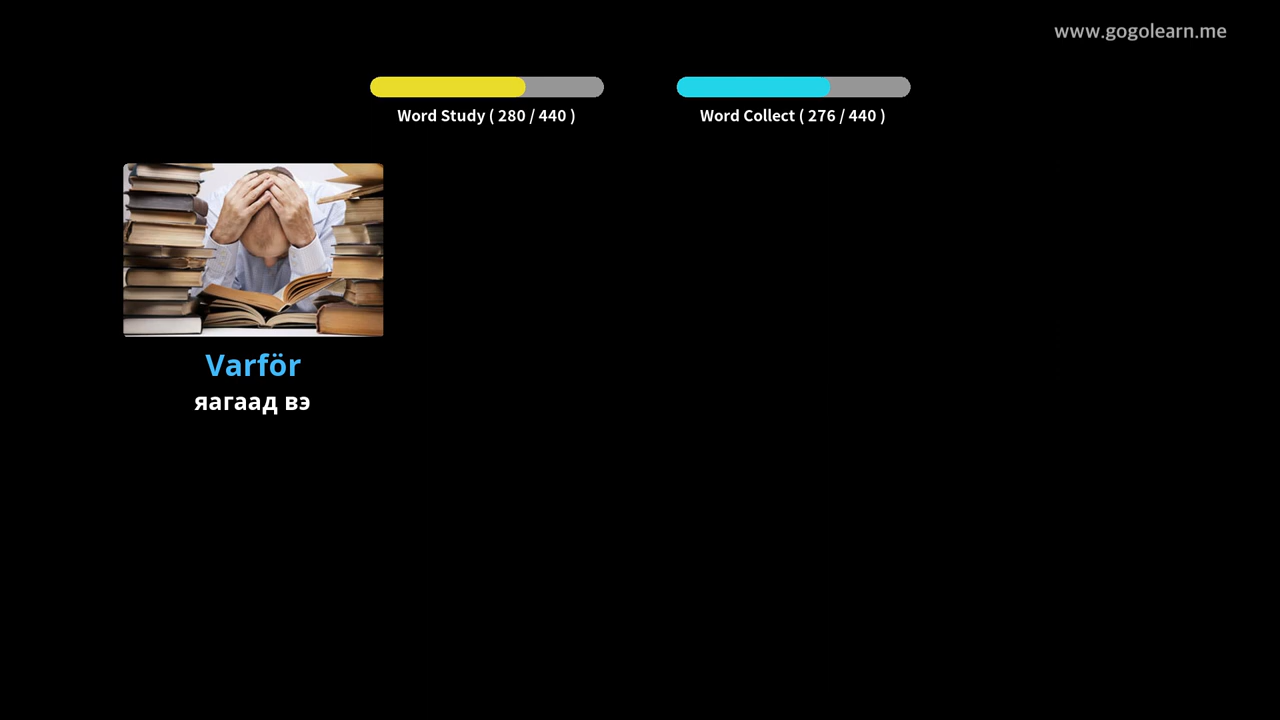 www.gogolearn.me
Word Study ( 280 / 440 )
Word Collect ( 276 / 440 )
Varför
яагаад вэ